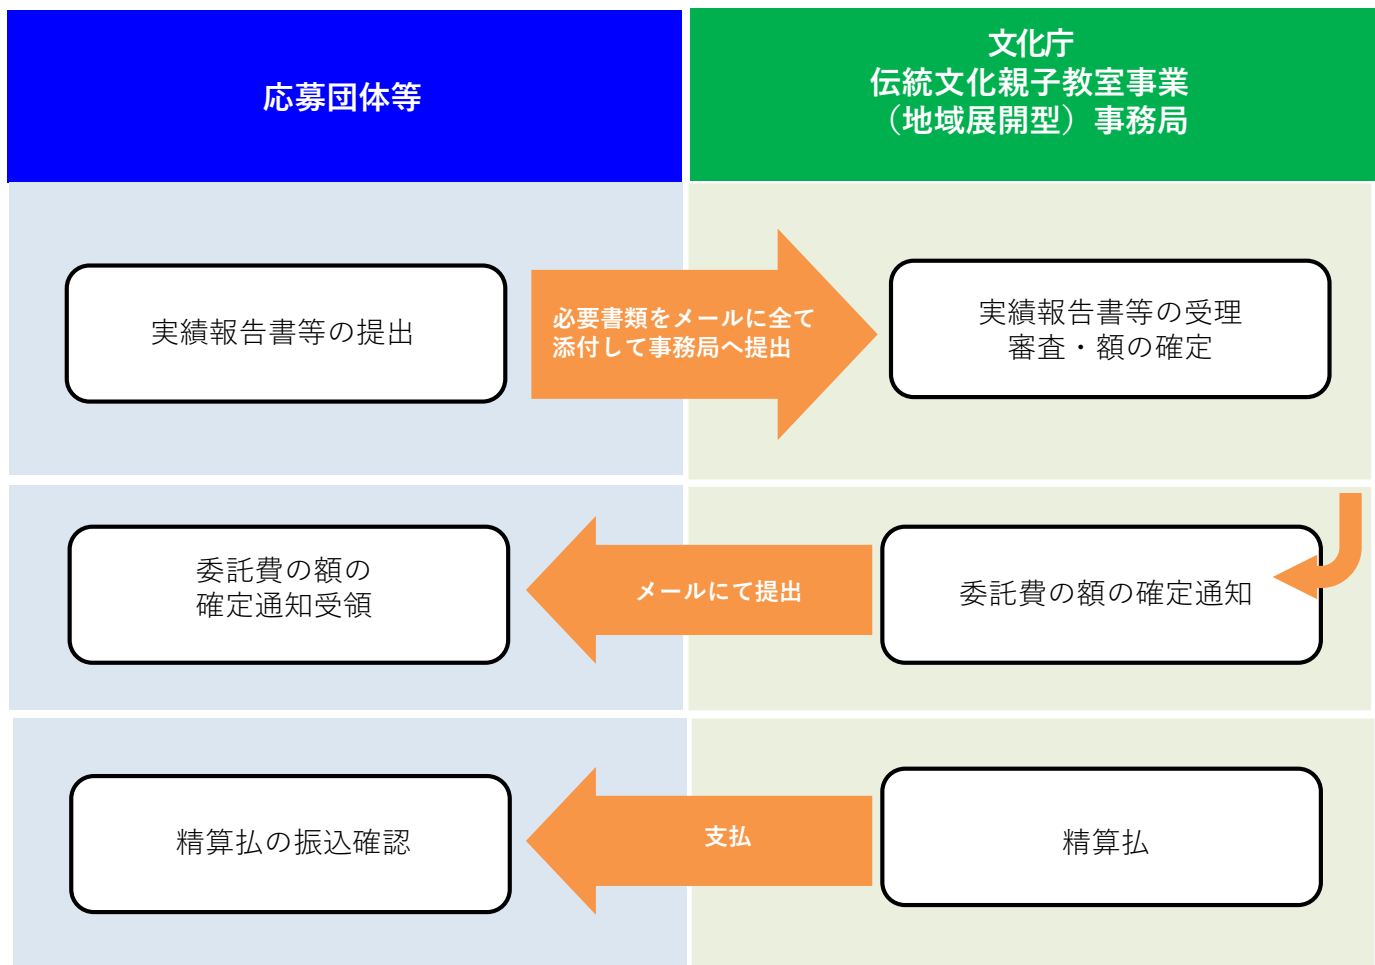 応募団体等
文化庁
伝統文化親子教室事業
（地域展開型）事務局
実績報告書等の提出
必要書類をメールに全て
添付して事務局へ提出
実績報告書等の受理
審査・額の確定
委託費の額の
確定通知受領
メールにて提出
委託費の額の確定通知
精算払の振込確認
支払
精算払